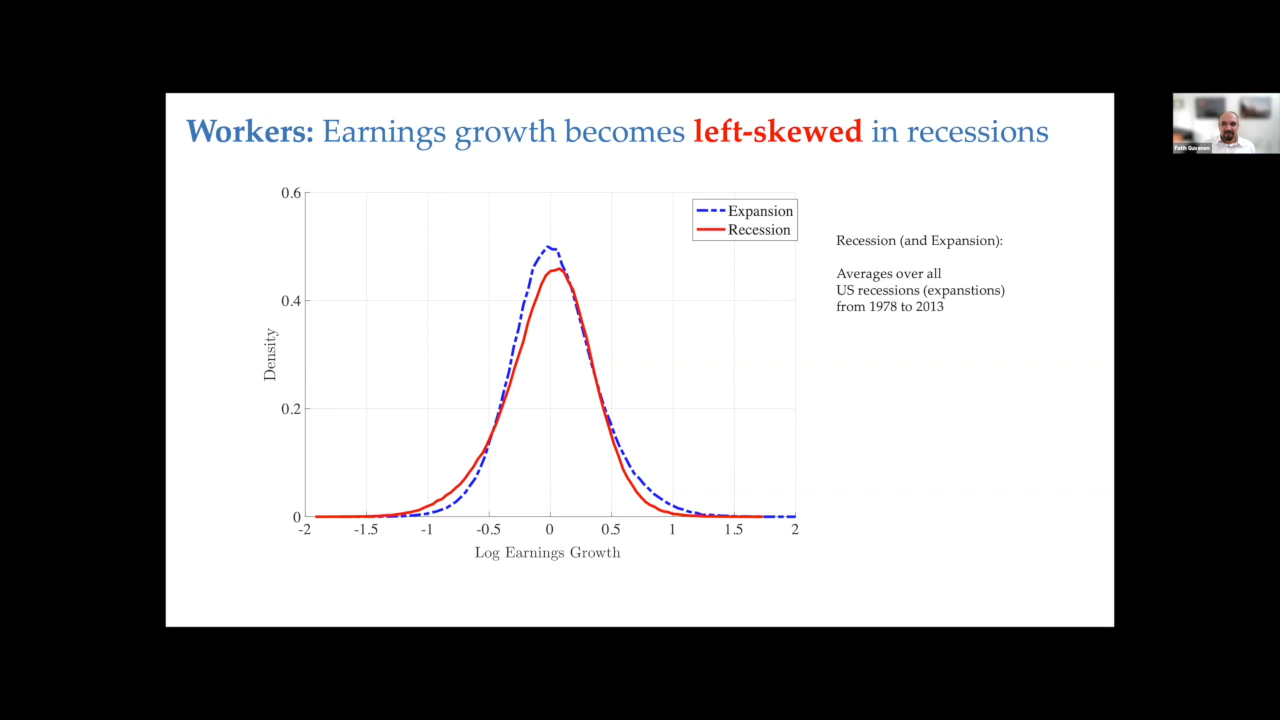 Workers: Earnings growth becomes left-skewed in recessions
0.6
0.4
0.2
0
Density
-2 -1.5 -1 -0.5 0 0.5 1 1.5 2
Log Earnings Growth
Expansion
Recession
Recession (and Expansion):
Averages over all
US recessions (expanstions)
from 1978 to 2013
Fatih Guvenen